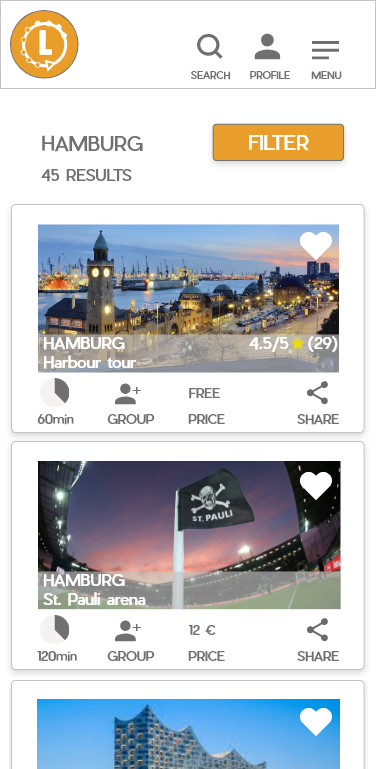 L
SEARCH PROFILE MENU
HAMBURG FILTER
45 RESULTS
HAMBURG 4.5/5 (29)
Harbour tour
FREE
60min GROUP PRICE SHARE
ST. PAULI
HAMBURG
St. Pauli arena
12 €
120min GROUP PRICE SHARE